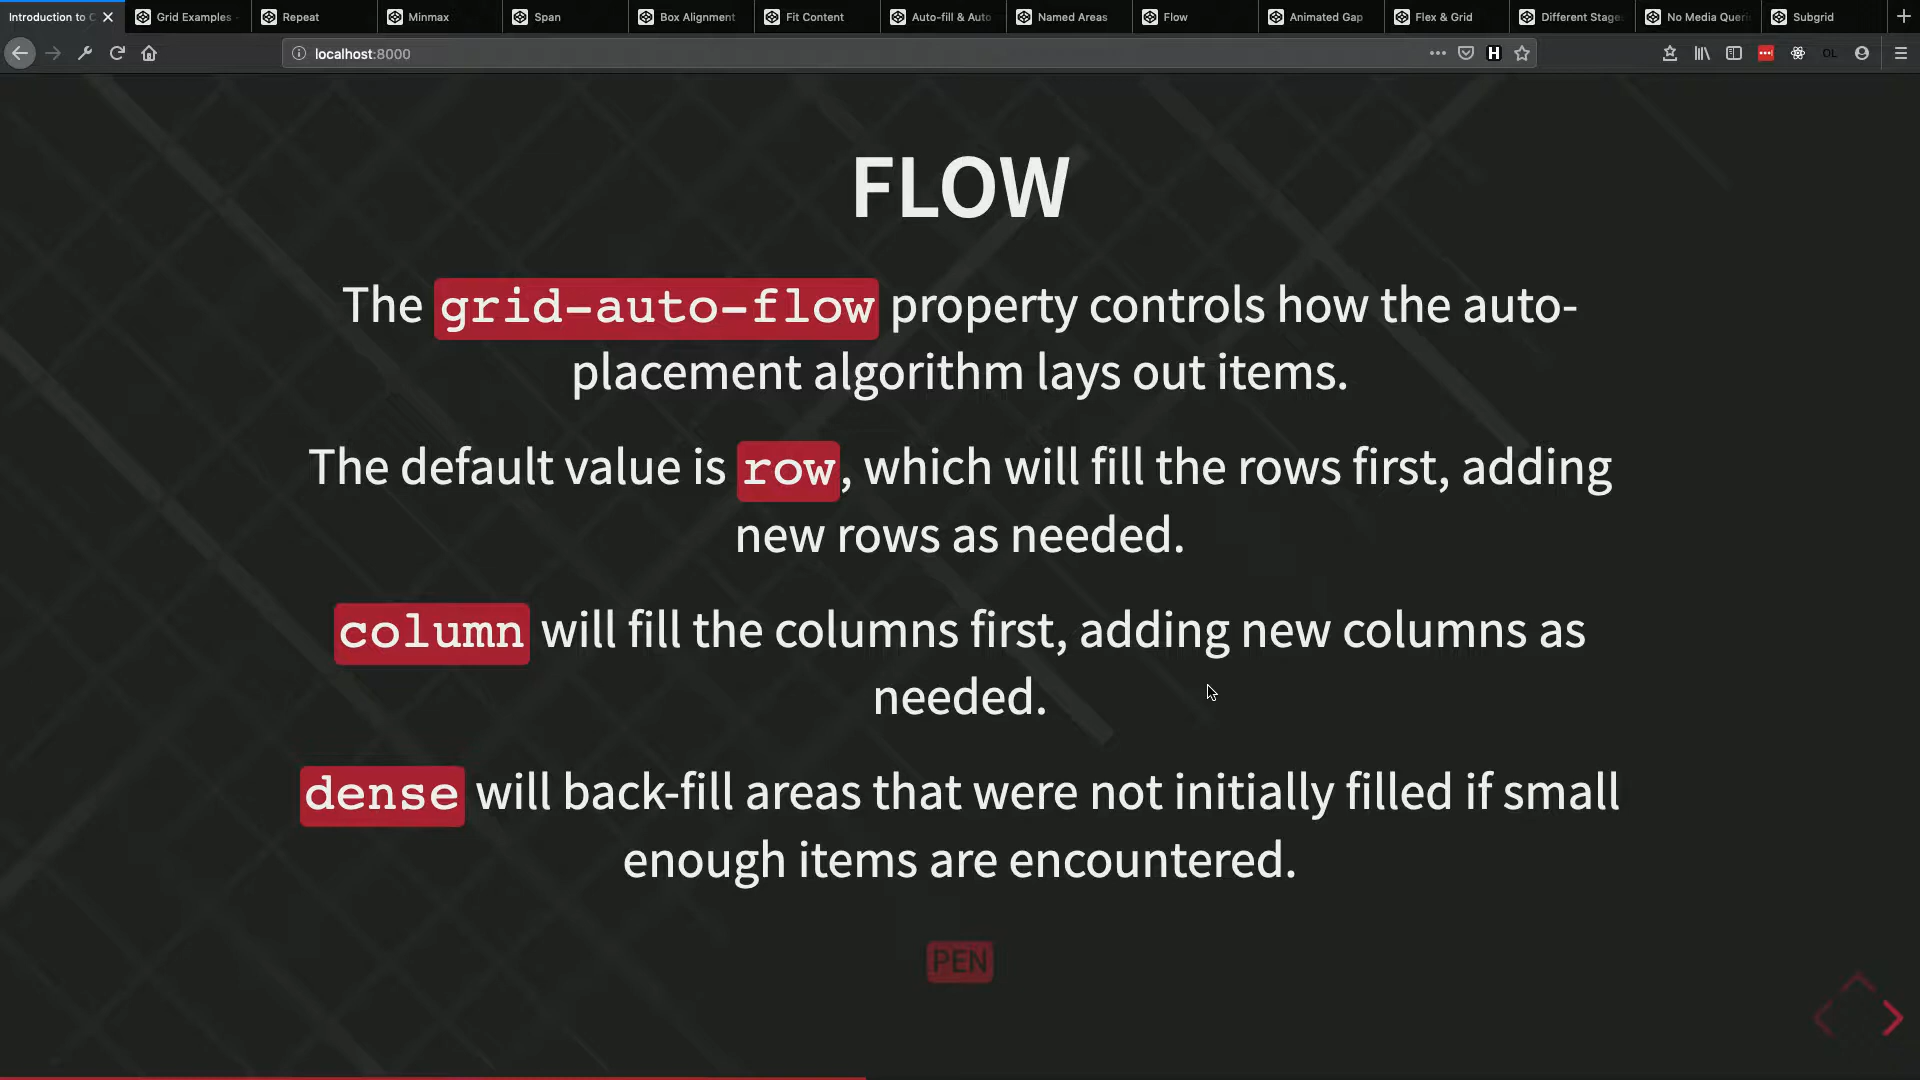 Introduction to C
Grid Examples -
Repeat
Minmax
Span
Box Alignment
Fit Content
Auto-fill & Auto
Named Areas
Flow
Animated Gap
Flex & Grid
Different Stage
No Media Queri
Subgrid
localhost:8000
H
OL
FLOW
The grid-auto-flow property controls how the auto-
placement algorithm lays out items.
The default value is row, which will fill the rows first, adding
new rows as needed.
column will fill the columns first, adding new columns as
needed.
dense will back-fill areas that were not initially filled if small
enough items are encountered.
PEN